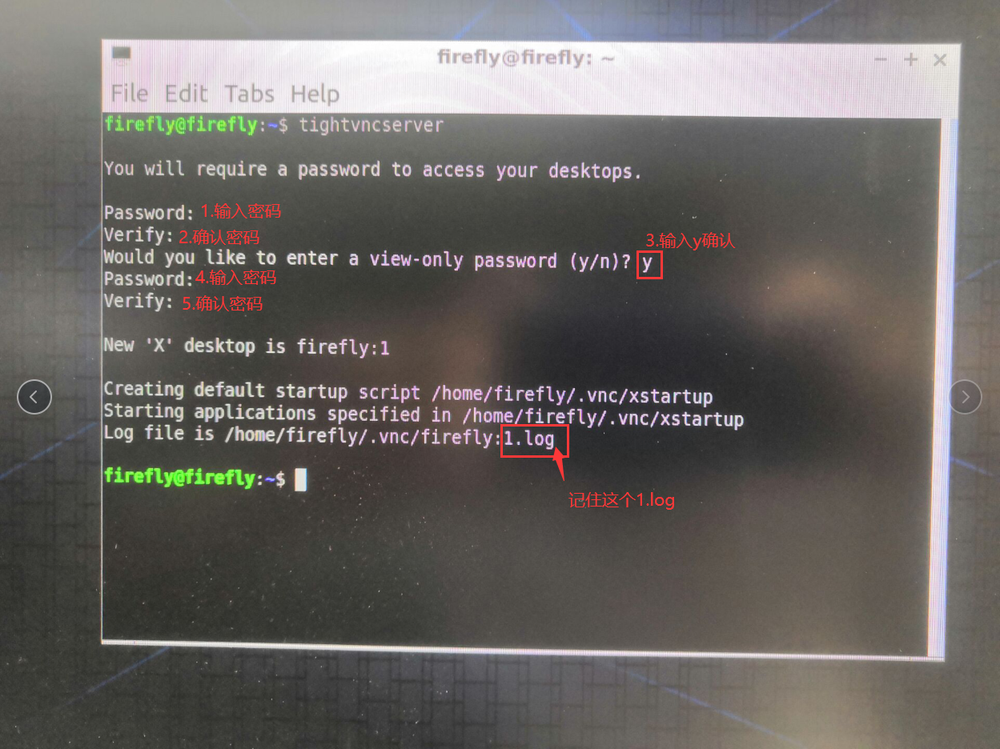 firefly@firefly: ~
File Edit Tabs Help
firefly@firefly:~$ tightvncserver
You will require a password to access your desktops.
Password: 1.输入密码
Verify: 2.确认密码
3.输入y确认
Would you like to enter a view-only password (y/n)? y
Password:4.输入密码
Verify: 5.确认密码
New 'X' desktop is firefly:1
Creating default startup script /home/firefly/.vnc/xstartup
Starting applications specified in /home/firefly/.vnc/xstartup
Log file is /home/firefly/.vnc/firefly:1.log
firefly@firefly:~$
记住这个1.log